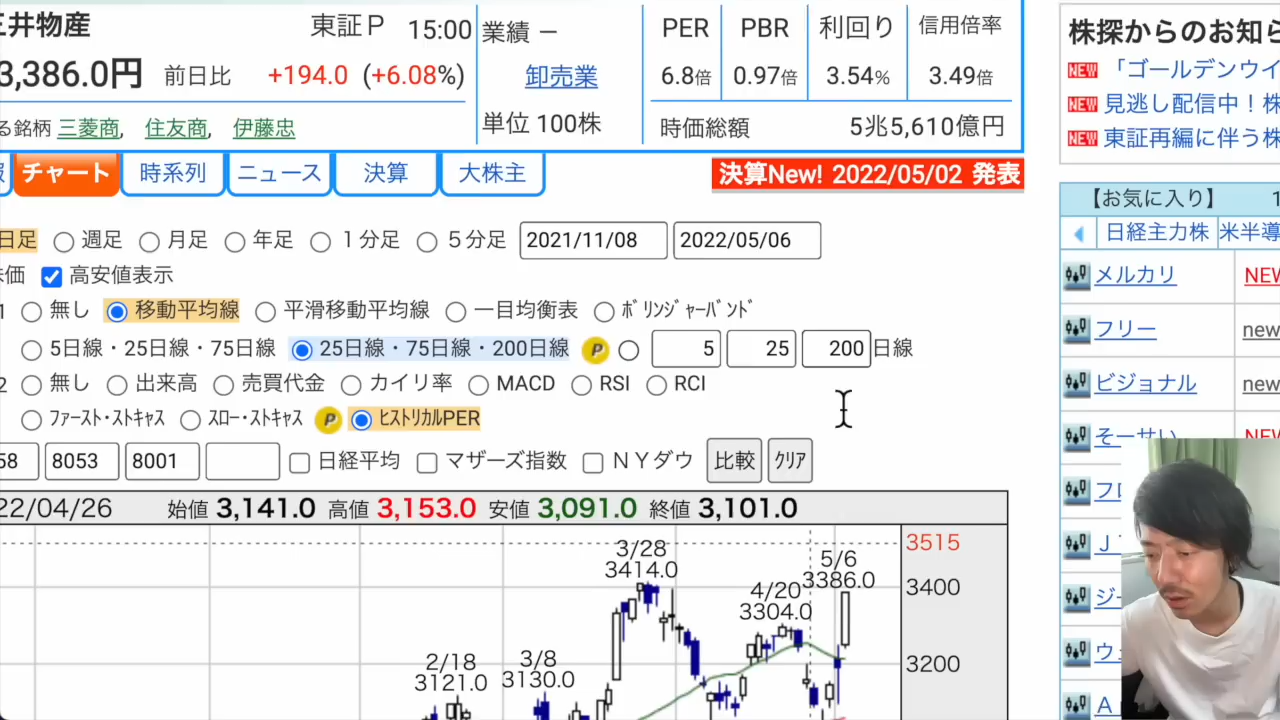 井物産 東証P 15:00
3,386.0円 前日比 +194.0 (+6.08%)
る銘柄 三菱商, 住友商, 伊藤忠
業績 ー
卸売業
単位 100株
PER PBR 利回り 信用倍率
6.8倍 0.97倍 3.54% 3.49倍
時価総額 5兆5,610億円
チャート 時系列 ニュース 決算 大株主
決算New! 2022/05/02 発表
日足 週足 月足 年足 1分足 5分足 2021/11/08 2022/05/06
株価 高安値表示
1 無し 移動平均線 平滑移動平均線 一目均衡表 ボリンジャーバンド
5日線・25日線・75日線 25日線・75日線・200日線 P 5 25 200 日線
2 無し 出来高 売買代金 カイリ率 MACD RSI RCI
ファースト・ストキャス スロー・ストキャス P ヒストリカルPER
58 8053 8001 日経平均 マザーズ指数 NYダウ 比較 クリア
22/04/26 始値 3,141.0 高値 3,153.0 安値 3,091.0 終値 3,101.0
3515
3/28
3414.0
5/6
3386.0
3400
4/20
3304.0
2/18
3121.0
3/8
3130.0
3200
株探からのお知ら
NEW 「ゴールデンウイ
NEW 見逃し配信中！株
NEW 東証再編に伴う株
【お気に入り】 1
日経主力株 米半導
メルカリ NEW
フリー new
ビジョナル new
そーせい NEW
フ
J
ジー
ウ
A